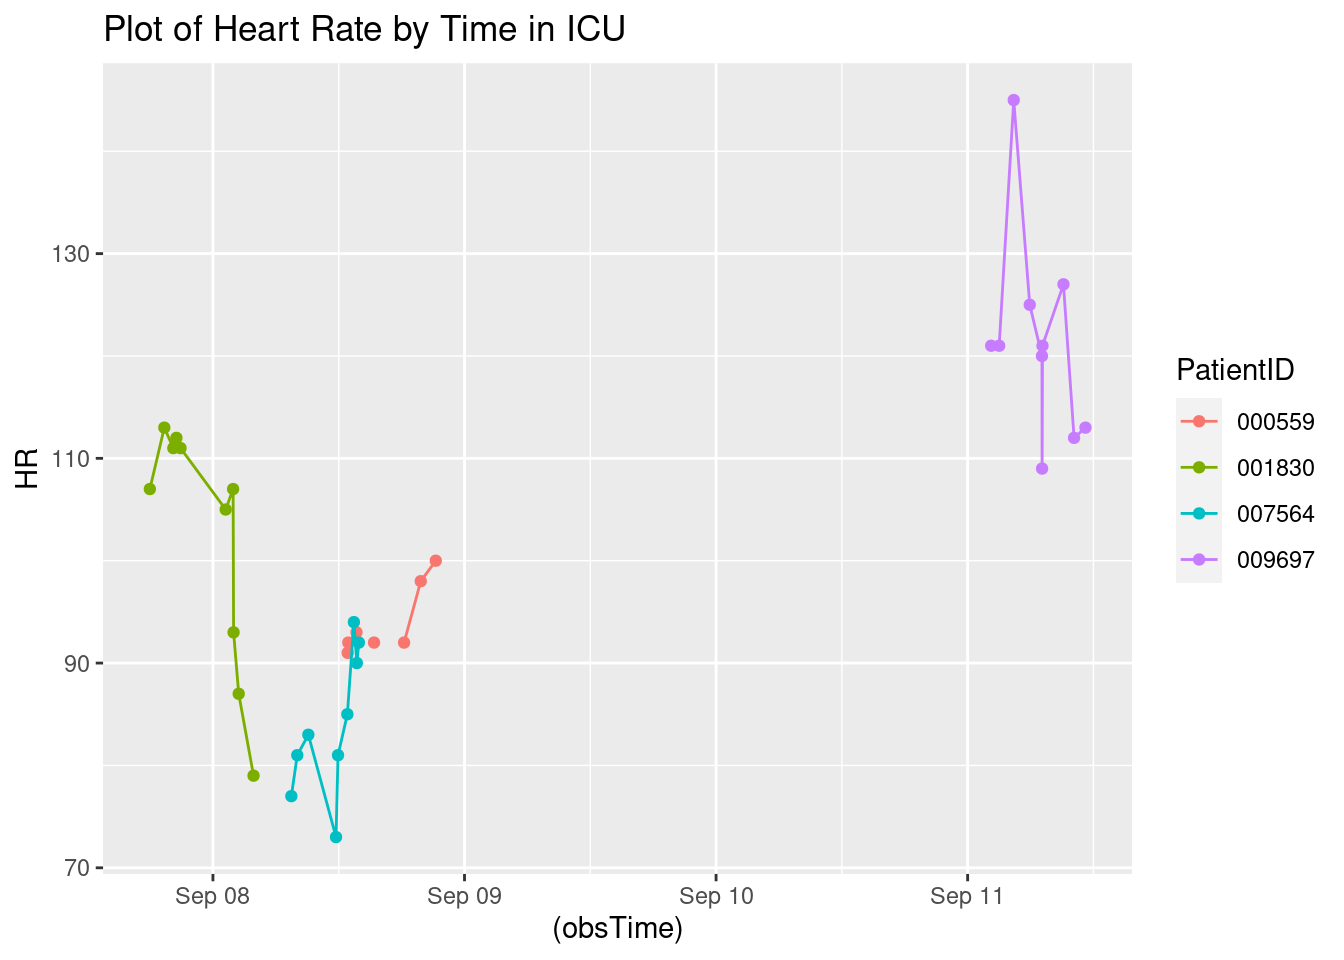 Plot of Heart Rate by Time in ICU
130
110
90
70
HR
Sep 08
Sep 09
Sep 10
Sep 11
(obsTime)
PatientID
000559
001830
007564
009697